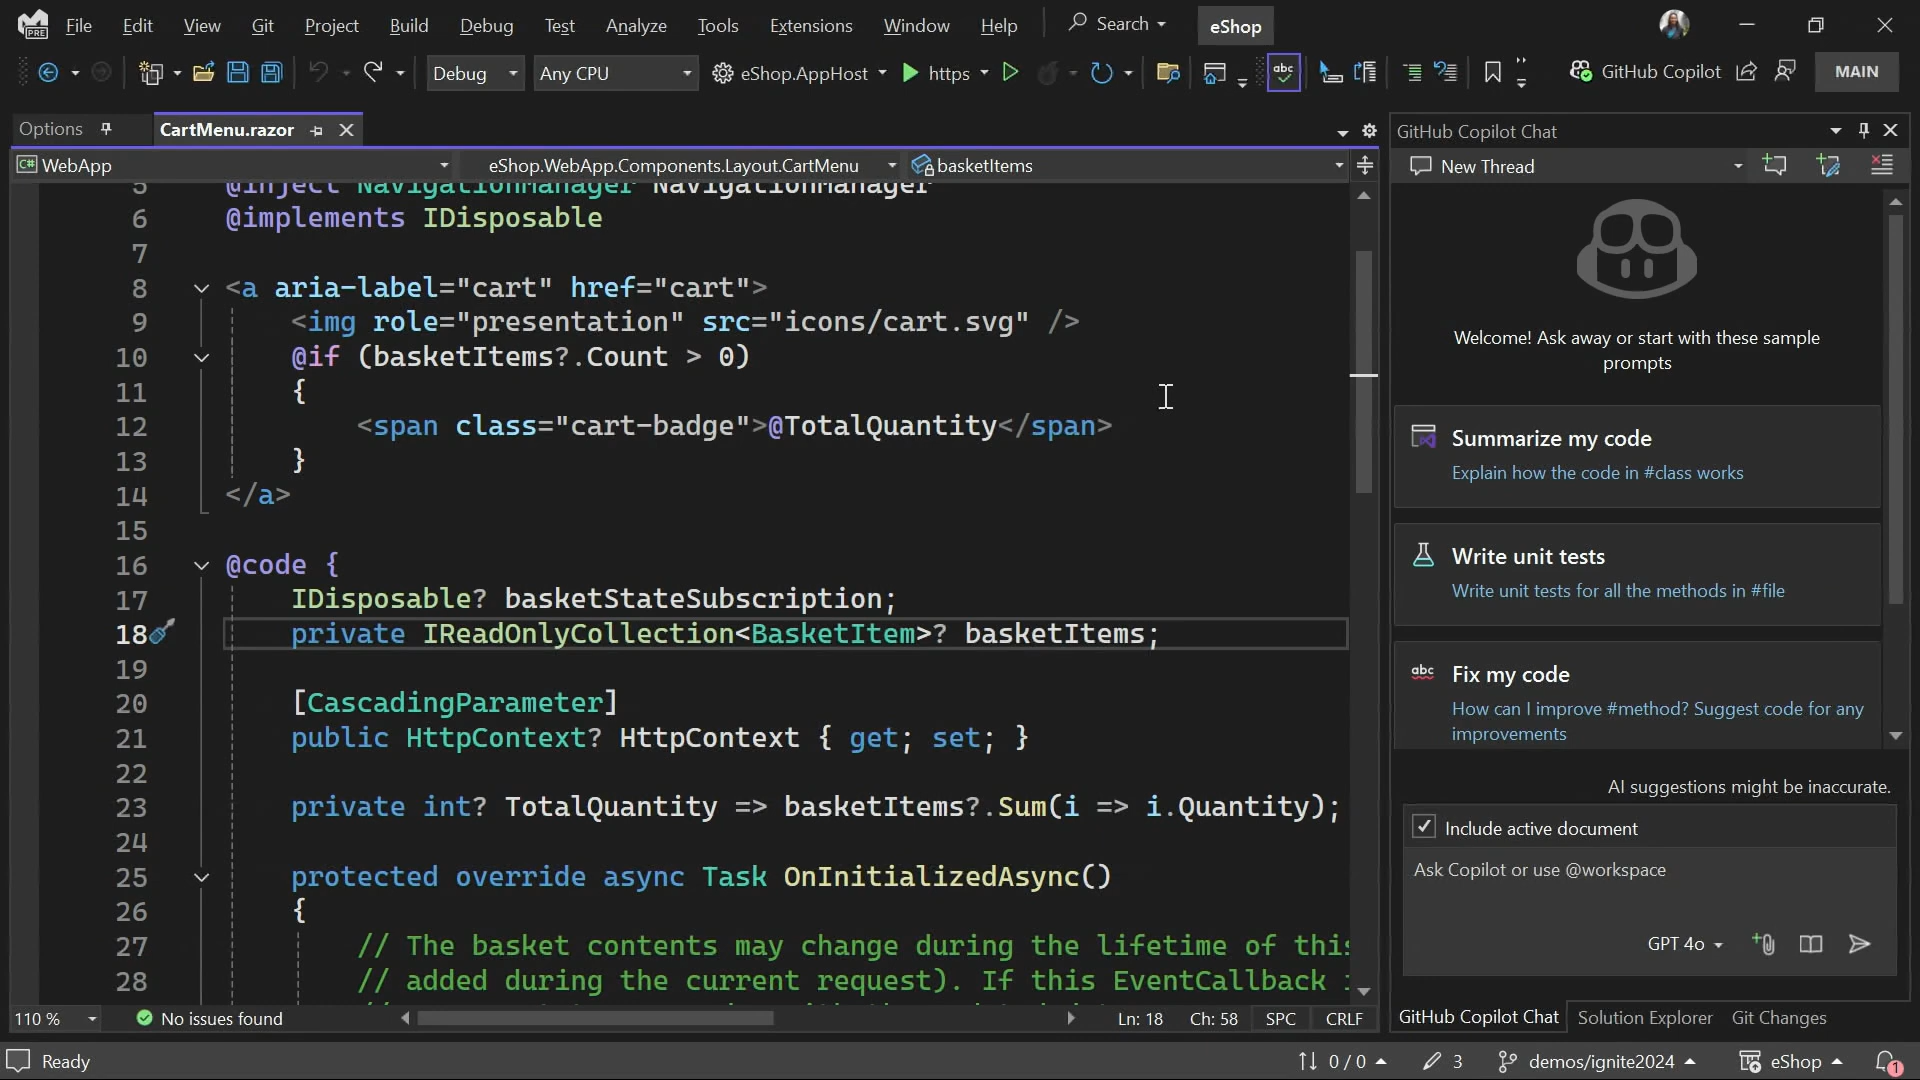 PRE File Edit View Git Project Build Debug Test Analyze Tools Extensions Window Help Search eShop
Debug Any CPU eShop.AppHost https abc GitHub Copilot MAIN
Options CartMenu.razor
C# WebApp eShop.WebApp.Components.Layout.CartMenu basketItems
5 @inject NavigationManager NavigationManager
6 @implements IDisposable
7
8 <a aria-label="cart" href="cart">
9 <img role="presentation" src="icons/cart.svg" />
10 @if (basketItems?.Count > 0)
11 {
12 <span class="cart-badge">@TotalQuantity</span>
13 }
14 </a>
15
16 @code {
17 IDisposable? basketStateSubscription;
18 private IReadOnlyCollection<BasketItem>? basketItems;
19
20 [CascadingParameter]
21 public HttpContext? HttpContext { get; set; }
22
23 private int? TotalQuantity => basketItems?.Sum(i => i.Quantity);
24
25 protected override async Task OnInitializedAsync()
26 {
27 // The basket contents may change during the lifetime of this
28 // added during the current request). If this EventCallback
110 % No issues found Ln: 18 Ch: 58 SPC CRLF
GitHub Copilot Chat
New Thread
Welcome! Ask away or start with these sample
prompts
Summarize my code
Explain how the code in #class works
Write unit tests
Write unit tests for all the methods in #file
abc Fix my code
How can I improve #method? Suggest code for any
improvements
AI suggestions might be inaccurate.
Include active document
Ask Copilot or use @workspace
GPT 4o
GitHub Copilot Chat Solution Explorer Git Changes
Ready 0 / 0 3 demos/ignite2024 eShop 1